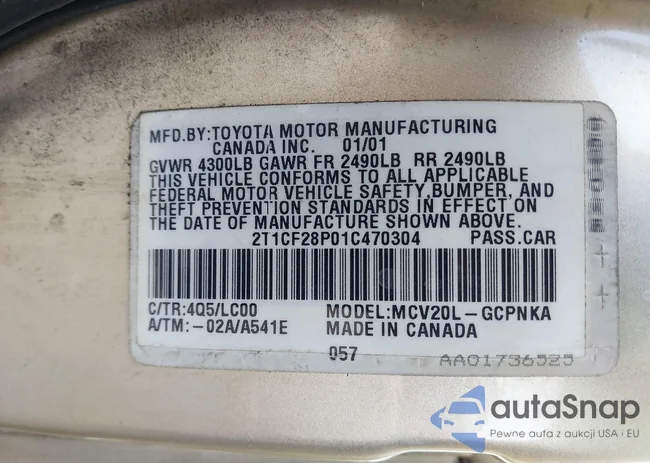 MFD.BY:TOYOTA MOTOR MANUFACTURING
CANADA INC. 01/01
GVWR 4300LB GAWR FR 2490LB RR 2490LB
THIS VEHICLE CONFORMS TO ALL APPLICABLE
FEDERAL MOTOR VEHICLE SAFETY,BUMPER, AND
THEFT PREVENTION STANDARDS IN EFFECT ON
THE DATE OF MANUFACTURE SHOWN ABOVE.
2T1CF28P01C470304 PASS.CAR
C/TR:4Q5/LC00 MODEL:MCV20L-GCPNKA
A/TM:-02A/A541E MADE IN CANADA
057
AA01736525
autaSnap
Pewne auta z aukcji USA i EU